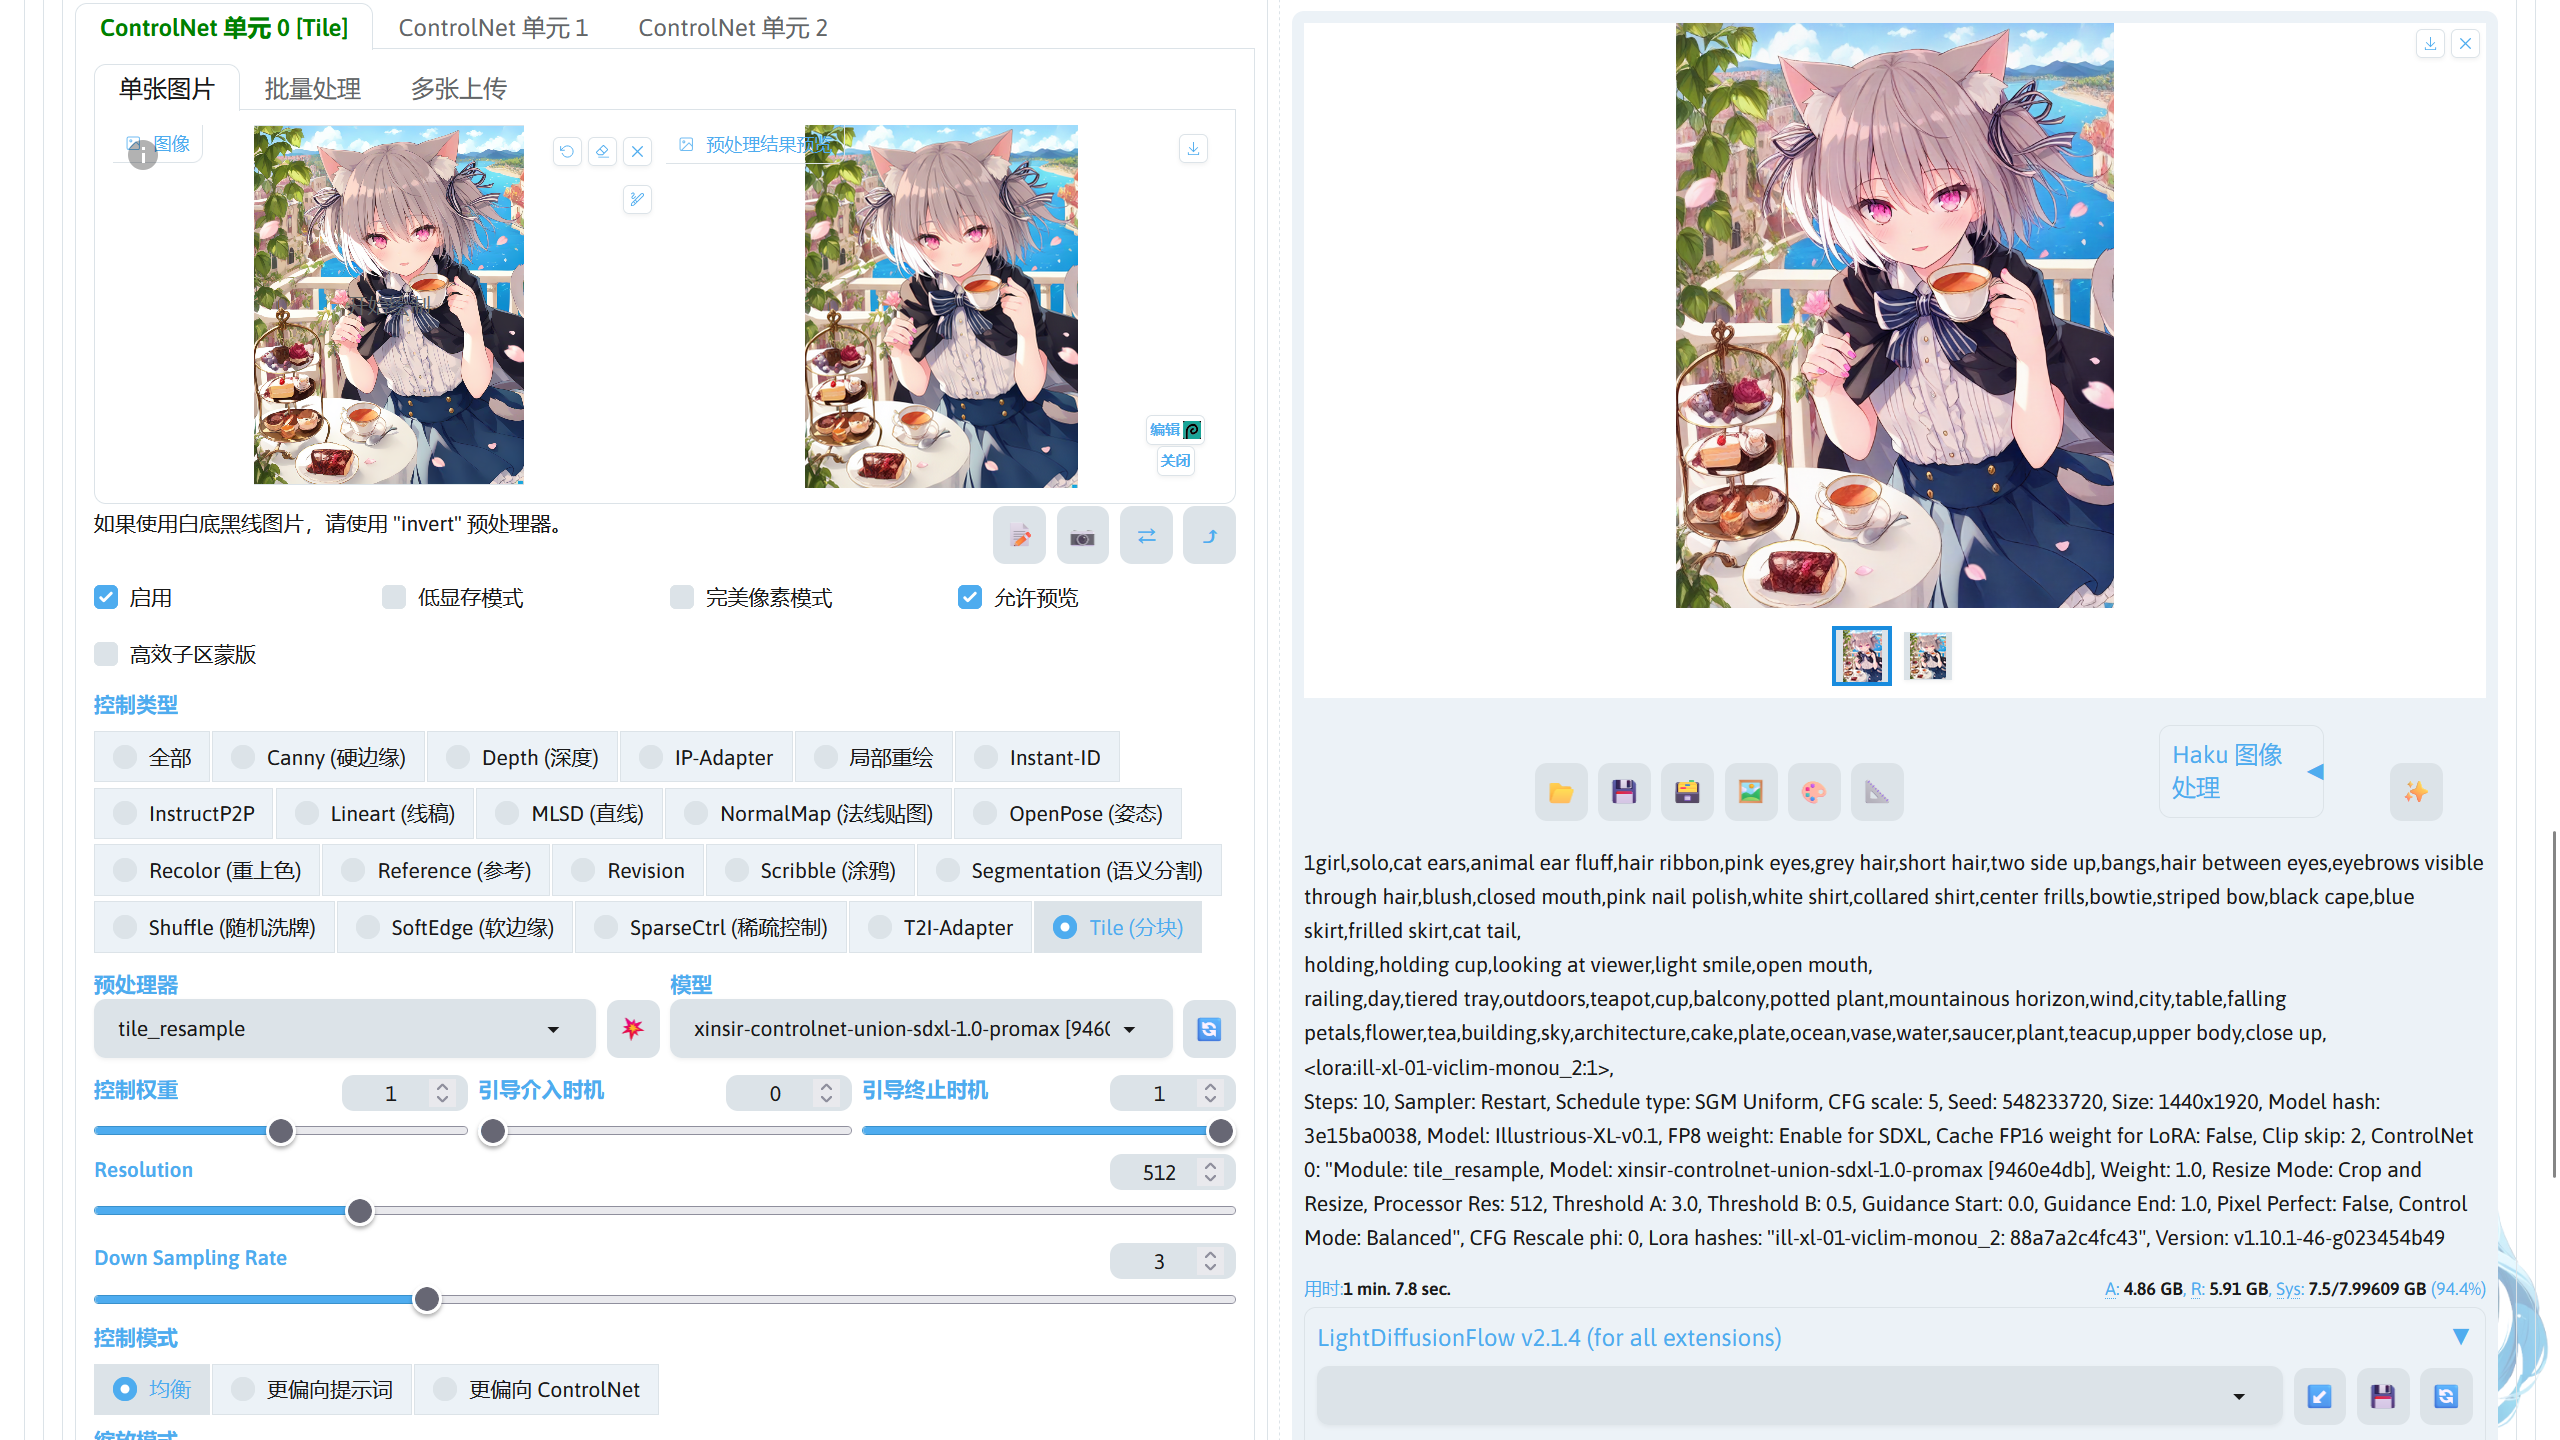 ControlNet 单元 0 [Tile]
ControlNet 单元 1
ControlNet 单元 2
单张图片
批量处理
多张上传
图像
预处理结果预览
编辑
关闭
如果使用白底黑线图片，请使用 "invert" 预处理器。
启用
低显存模式
完美像素模式
允许预览
高效子区蒙版
控制类型
全部
Canny (硬边缘)
Depth (深度)
IP-Adapter
局部重绘
Instant-ID
InstructP2P
Lineart (线稿)
MLSD (直线)
NormalMap (法线贴图)
OpenPose (姿态)
Recolor (重上色)
Reference (参考)
Revision
Scribble (涂鸦)
Segmentation (语义分割)
Shuffle (随机洗牌)
SoftEdge (软边缘)
SparseCtrl (稀疏控制)
T2I-Adapter
Tile (分块)
预处理器
模型
tile_resample
xinsir-controlnet-union-sdxl-1.0-promax [946(
控制权重
1
引导介入时机
0
引导终止时机
1
Resolution
512
Down Sampling Rate
3
控制模式
均衡
更偏向提示词
更偏向 ControlNet
缩放模式
Haku 图像
处理
1girl,solo,cat ears,animal ear fluff,hair ribbon,pink eyes,grey hair,short hair,two side up,bangs,hair between eyes,eyebrows visible
through hair,blush,closed mouth,pink nail polish,white shirt,collared shirt,center frills,bowtie,striped bow,black cape,blue
skirt,frilled skirt,cat tail,
holding,holding cup,looking at viewer,light smile,open mouth,
railing,day,tiered tray,outdoors,teapot,cup,balcony,potted plant,mountainous horizon,wind,city,table,falling
petals,flower,tea,building,sky,architecture,cake,plate,ocean,vase,water,saucer,plant,teacup,upper body,close up,
<lora:ill-xl-01-viclim-monou_2:1>,
Steps: 10, Sampler: Restart, Schedule type: SGM Uniform, CFG scale: 5, Seed: 548233720, Size: 1440x1920, Model hash:
3e15ba0038, Model: Illustrious-XL-v0.1, FP8 weight: Enable for SDXL, Cache FP16 weight for LoRA: False, Clip skip: 2, ControlNet
0: "Module: tile_resample, Model: xinsir-controlnet-union-sdxl-1.0-promax [9460e4db], Weight: 1.0, Resize Mode: Crop and
Resize, Processor Res: 512, Threshold A: 3.0, Threshold B: 0.5, Guidance Start: 0.0, Guidance End: 1.0, Pixel Perfect: False, Control
Mode: Balanced", CFG Rescale phi: 0, Lora hashes: "ill-xl-01-viclim-monou_2: 88a7a2c4fc43", Version: v1.10.1-46-g023454b49
用时:1 min. 7.8 sec.
A: 4.86 GB, R: 5.91 GB, Sys: 7.5/7.99609 GB (94.4%)
LightDiffusionFlow v2.1.4 (for all extensions)